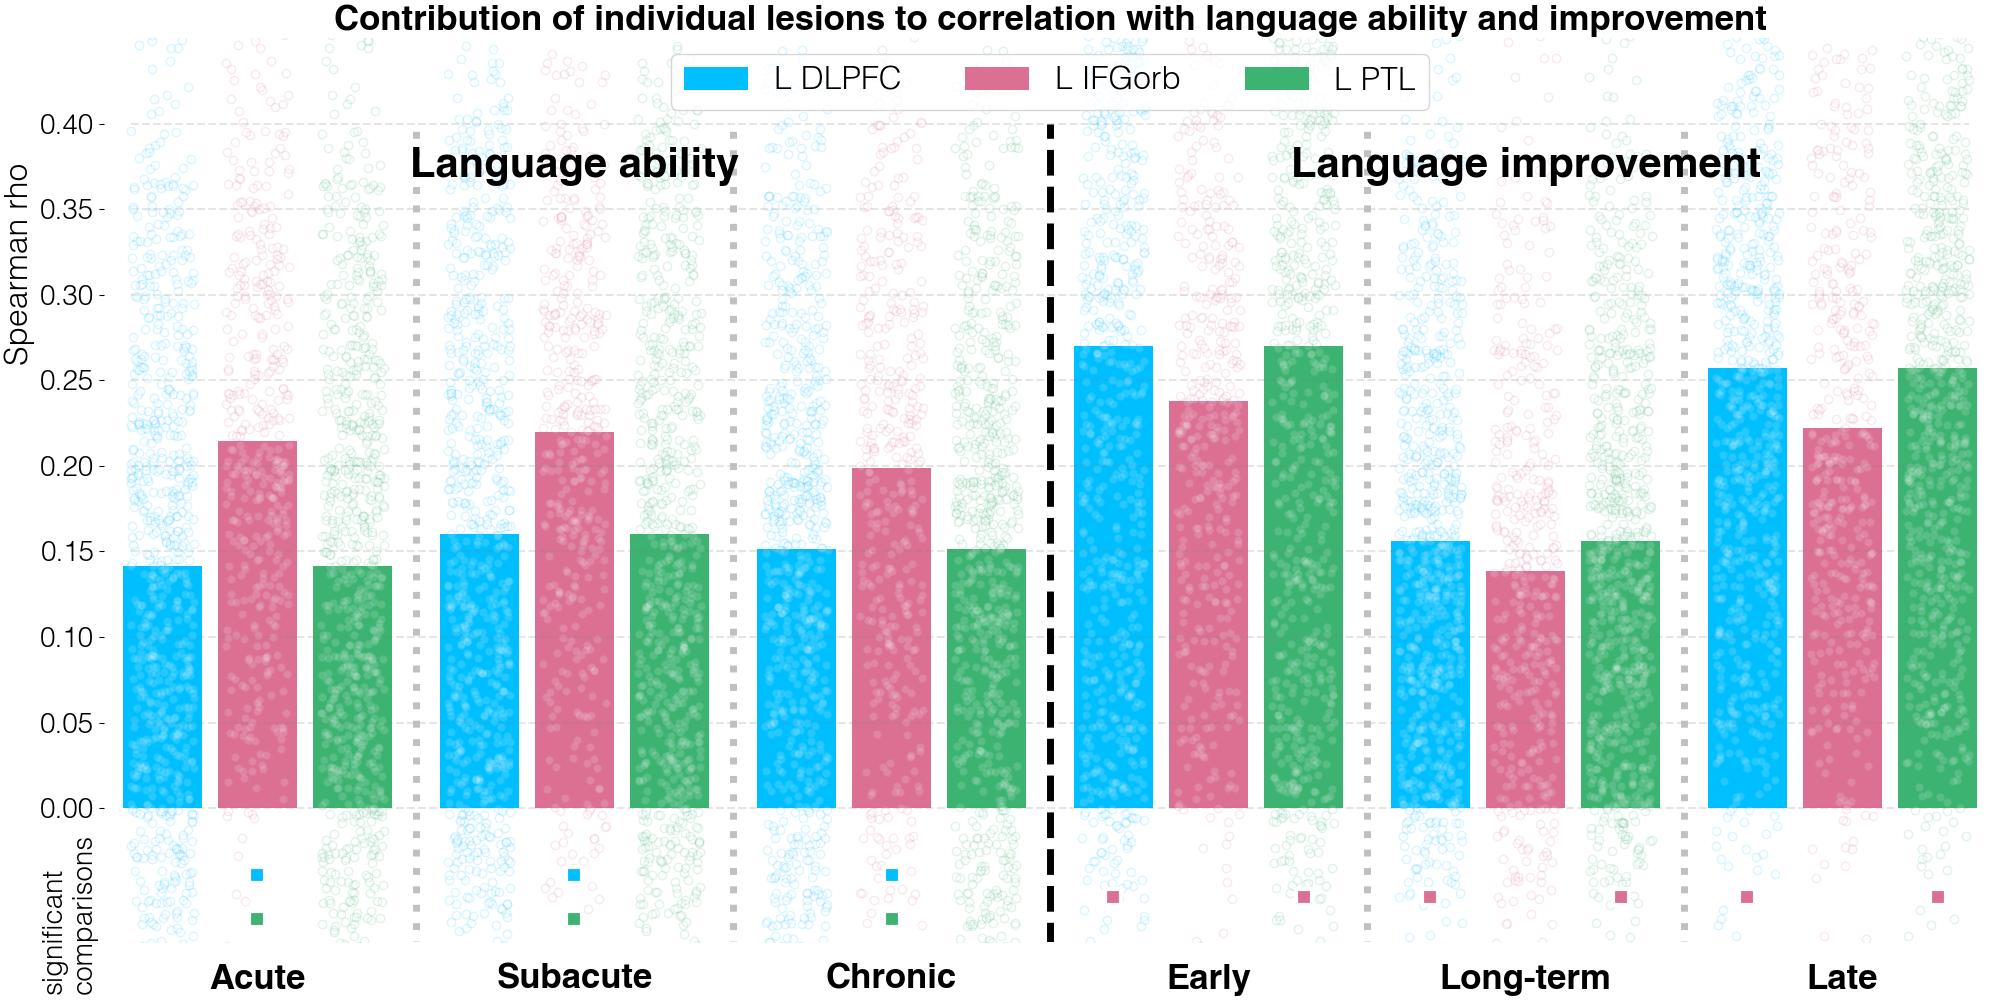 Contribution of individual lesions to correlation with language ability and improvement
L DLPFC
L IFGorb
L PTL
Language ability
Language improvement
Spearman rho
0.40
0.35
0.30
0.25
0.20
0.15
0.10
0.05
0.00
significant
comparisons
Acute
Subacute
Chronic
Early
Long-term
Late